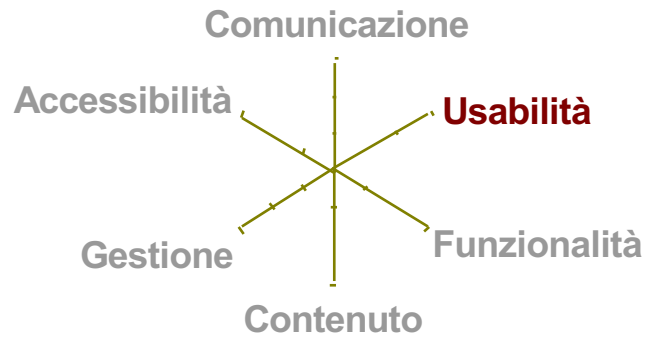 Comunicazione
Accessibilità
Usabilità
Gestione
Funzionalità
Contenuto